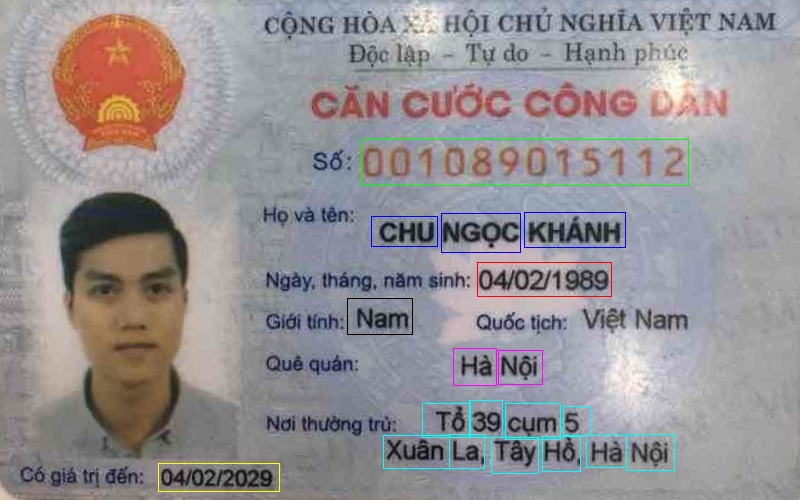 CỘNG HÒA XÃ HỘI CHỦ NGHĨA VIỆT NAM
Độc lập - Tự do - Hạnh phúc
CĂN CƯỚC CÔNG DÂN
Số: 001089015112
Họ và tên: CHU NGỌC KHÁNH
Ngày, tháng, năm sinh: 04/02/1989
Giới tính: Nam Quốc tịch: Việt Nam
Quê quán: Hà Nội
Nơi thường trú: Tổ 39 cụm 5
Xuân La, Tây Hồ, Hà Nội
Có giá trị đến: 04/02/2029